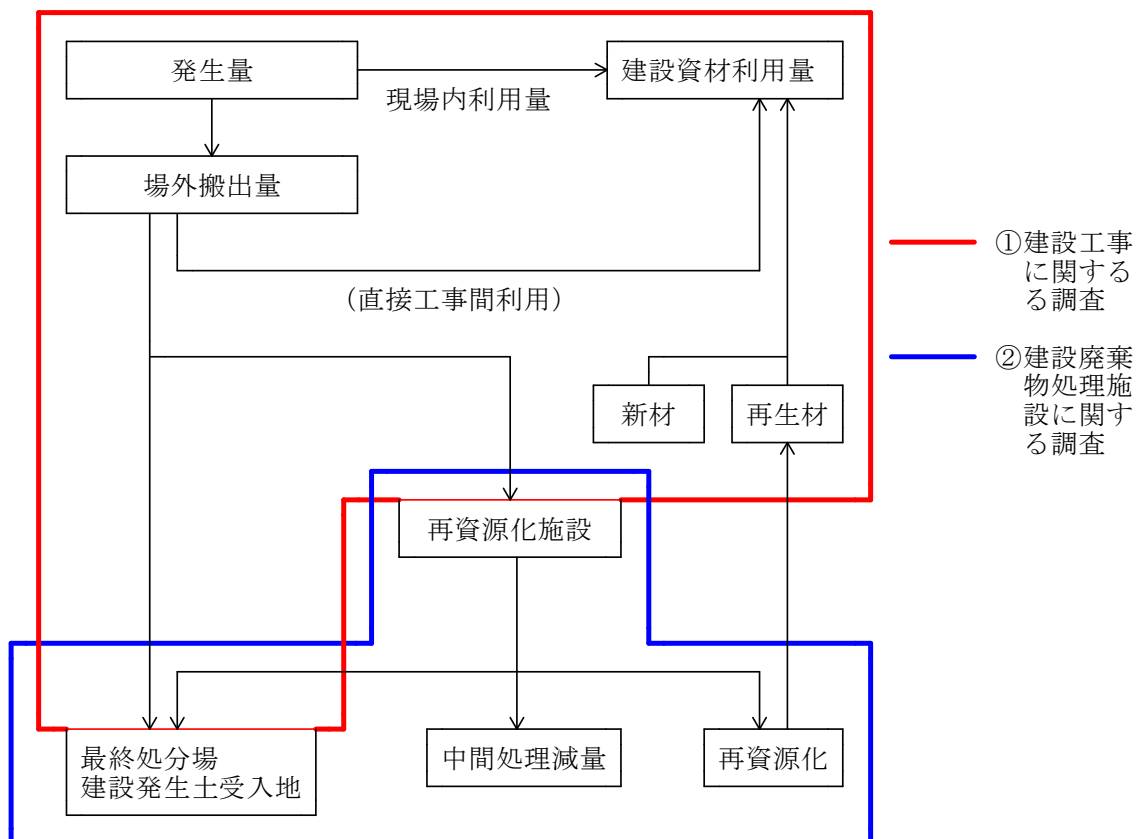 発生量
建設資材利用量
現場内利用量
場外搬出量
(直接工事間利用)
新材
再生材
再資源化施設
最終処分場
建設発生土受入地
中間処理減量
再資源化
①建設工事
に関する
る調査
②建設廃棄
物処理施
設に関す
る調査